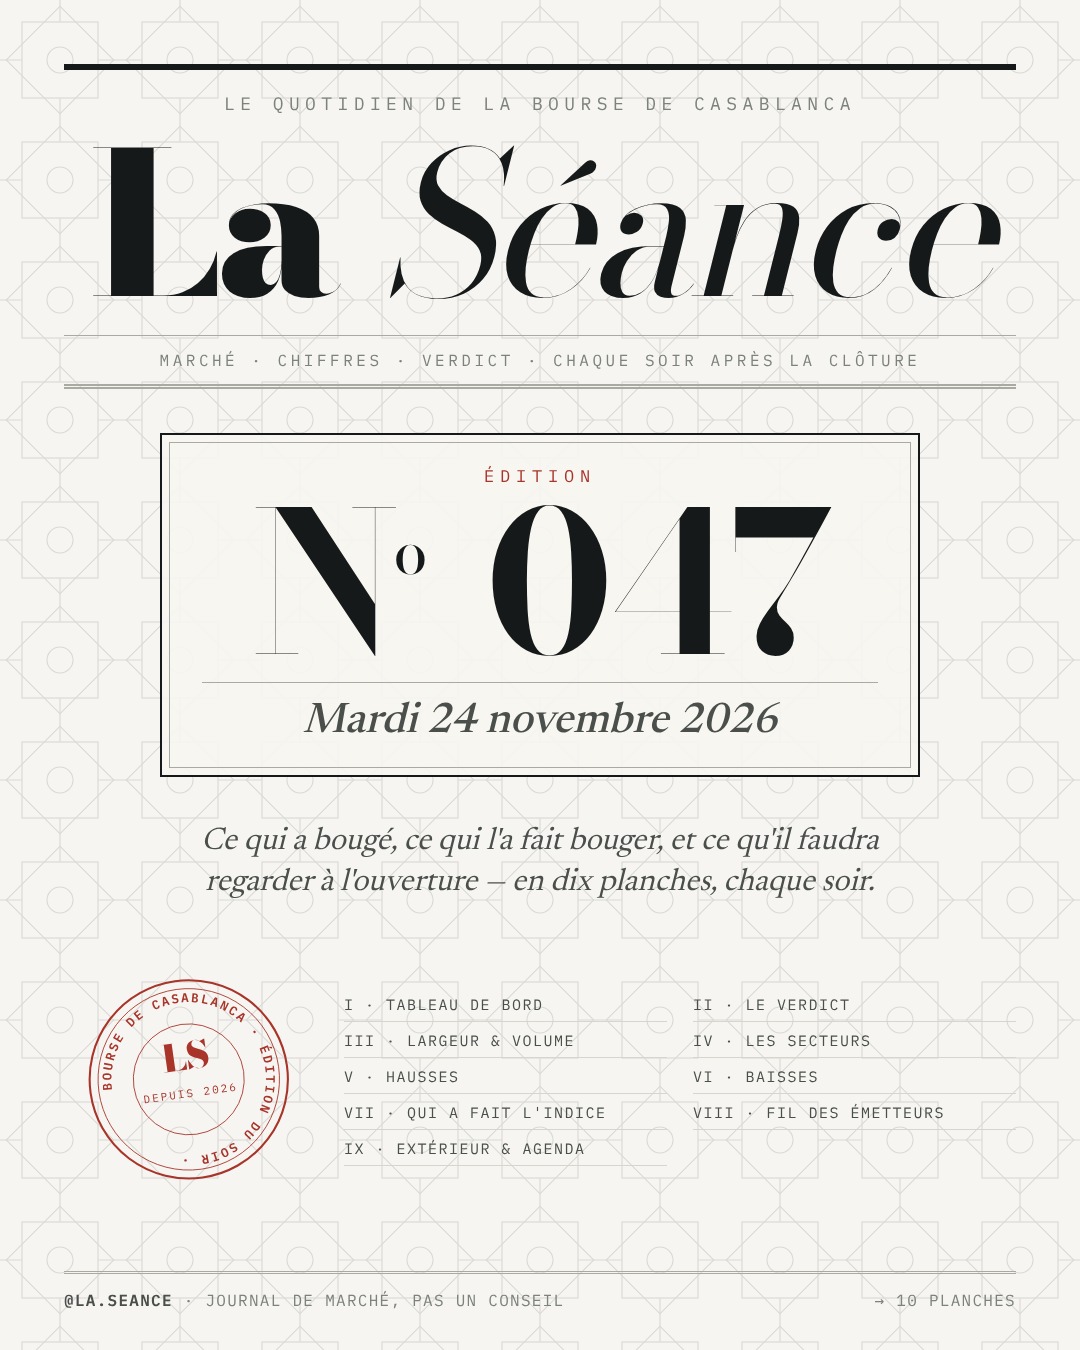 LE QUOTIDIEN DE LA BOURSE DE CASABLANCA
La Séance
MARCHÉ · CHIFFRES · VERDICT · CHAQUE SOIR APRÈS LA CLÔTURE
ÉDITION
Nº 047
Mardi 24 novembre 2026
Ce qui a bougé, ce qui l'a fait bouger, et ce qu'il faudra
regarder à l'ouverture — en dix planches, chaque soir.
BOURSE DE CASABLANCA · ÉDITION DU SOIR ·
LS
DEPUIS 2026
I · TABLEAU DE BORD
II · LE VERDICT
III · LARGEUR & VOLUME
IV · LES SECTEURS
V · HAUSSES
VI · BAISSES
VII · QUI A FAIT L'INDICE
VIII · FIL DES ÉMETTEURS
IX · EXTÉRIEUR & AGENDA
@LA.SEANCE · JOURNAL DE MARCHÉ, PAS UN CONSEIL
→ 10 PLANCHES